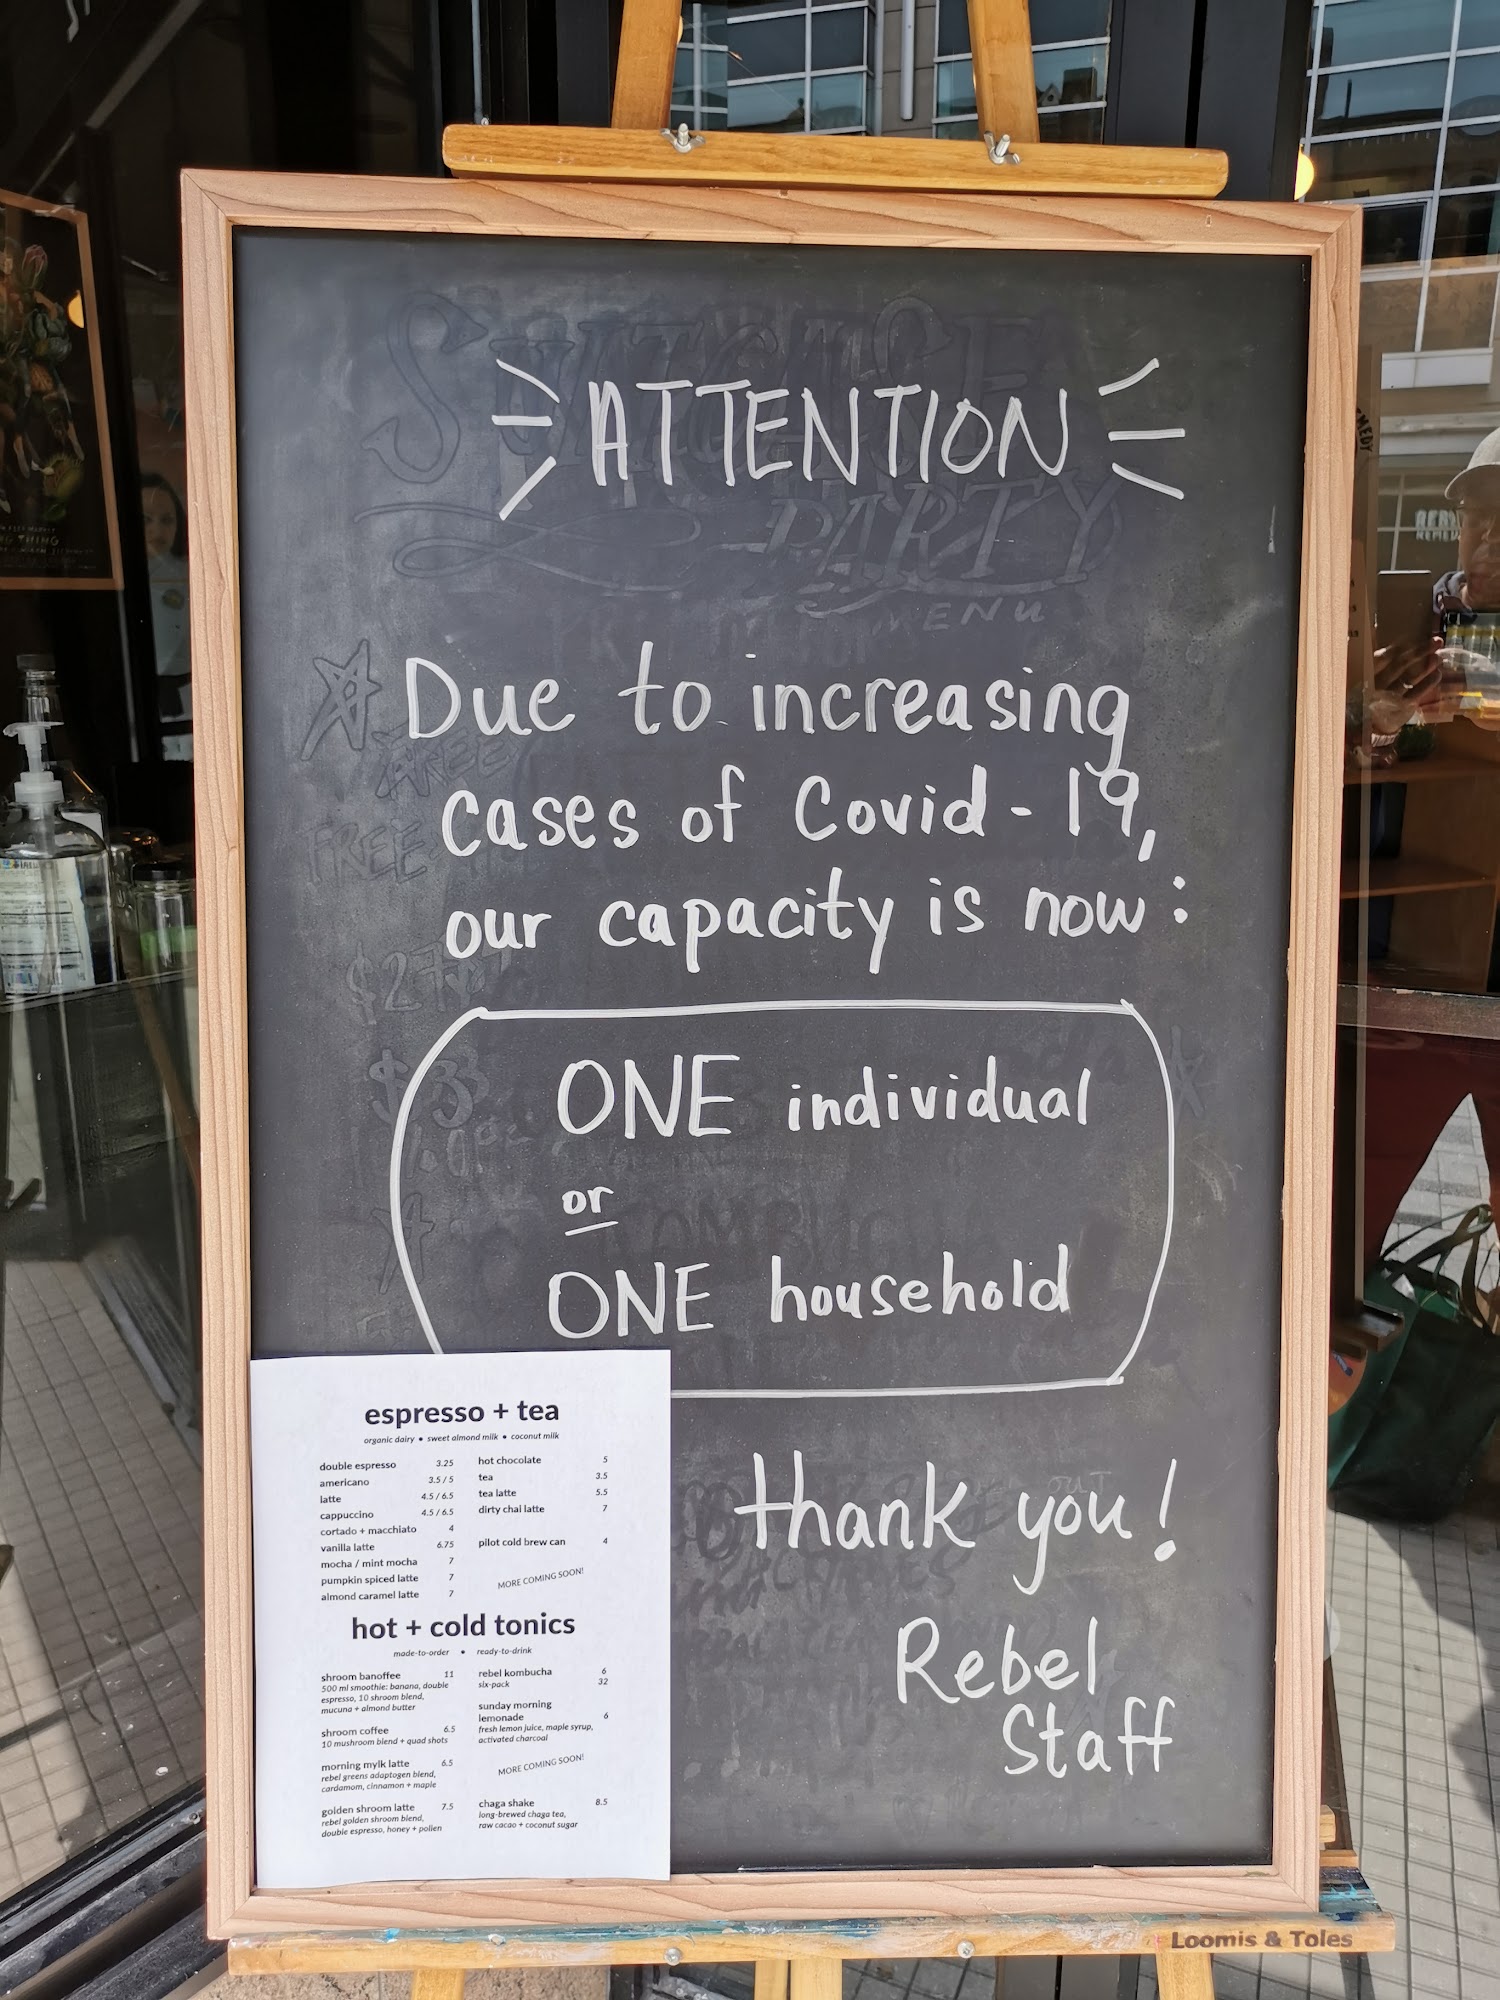 ATTENTION
Due to increasing
cases of Covid-19,
our capacity is now:
ONE individual
or
ONE household
thank you!
Rebel
Staff
espresso + tea
organic dairy • sweet almond milk • coconut milk
double espresso 3.25
americano 3.5 / 5
latte 4.5 / 6.5
cappuccino 4.5 / 6.5
cortado + macchiato 4
vanilla latte 6.75
mocha / mint mocha 7
pumpkin spiced latte 7
almond caramel latte 7
hot chocolate 5
tea 3.5
tea latte 5.5
dirty chai latte 7
pilot cold brew can 4
MORE COMING SOON!
hot + cold tonics
made-to-order • ready-to-drink
shroom banoffee 11
500 ml smoothie: banana, double
espresso, 10 shroom blend,
mucuna + almond butter
shroom coffee 6.5
10 mushroom blend + quad shots
morning mylk latte 6.5
rebel greens adaptogen blend,
cardamom, cinnamon + maple
golden shroom latte 7.5
rebel golden shroom blend,
double espresso, honey + pollen
rebel kombucha 6
six-pack 32
sunday morning
lemonade 6
fresh lemon juice, maple syrup,
activated charcoal
MORE COMING SOON!
chaga shake 8.5
long-brewed chaga tea,
raw cacao + coconut sugar
Loomis & Toles
PARTY
MENU
FREE